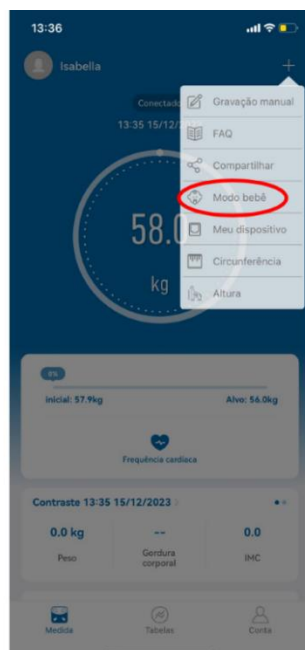 13:36
Isabella
+
Conectado
13:35 15/12/
Gravação manual
FAQ
Compartilhar
Modo bebê
Meu dispositivo
Circunferência
Altura
58.0
kg
0%
Inicial: 57.9kg Alvo: 56.0kg
Frequência cardíaca
Contraste 13:35 15/12/2023 >
0.0 kg -- 0.0
Peso Gordura corporal IMC
Medida Tabelas Conta